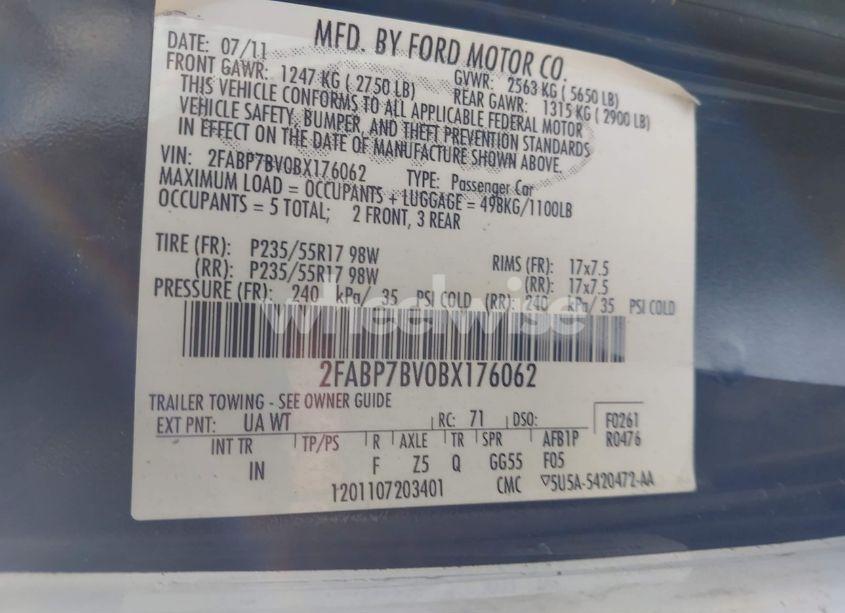 MFD. BY FORD MOTOR CO.
DATE: 07/11 GVWR: 2563 KG ( 5650 LB)
FRONT GAWR: 1247 KG ( 2750 LB) REAR GAWR: 1315 KG ( 2900 LB)
THIS VEHICLE CONFORMS TO ALL APPLICABLE FEDERAL MOTOR
VEHICLE SAFETY, BUMPER, AND THEFT PREVENTION STANDARDS
IN EFFECT ON THE DATE OF MANUFACTURE SHOWN ABOVE.
VIN: 2FABP7BV0BX176062 TYPE: Passenger Car
MAXIMUM LOAD = OCCUPANTS + LUGGAGE = 498KG/1100LB
OCCUPANTS = 5 TOTAL; 2 FRONT, 3 REAR
TIRE (FR): P235/55R17 98W RIMS (FR): 17x7.5
(RR): P235/55R17 98W (RR): 17x7.5
PRESSURE (FR): 240 kPa/ 35 PSI COLD (RR): 240 kPa/ 35 PSI COLD
wheelwise
2FABP7BV0BX176062
TRAILER TOWING - SEE OWNER GUIDE
EXT PNT: UA WT RC: 71 DSO: F0261
INT TR TP/PS R AXLE TR SPR AFB1P R0476
IN F Z5 Q GG55 F05
1201107203401 CMC 5U5A-5420472-AA